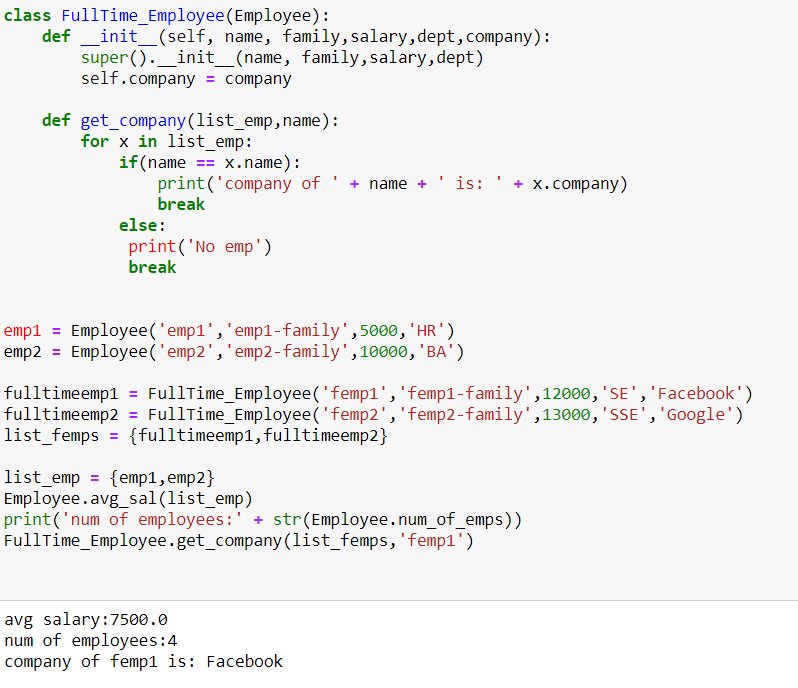 class FullTime_Employee(Employee):
    def __init__(self, name, family,salary,dept,company):
        super().__init__(name, family,salary,dept)
        self.company = company

    def get_company(list_emp,name):
        for x in list_emp:
            if(name == x.name):
                print('company of ' + name + ' is: ' + x.company)
                break
            else:
             print('No emp')
             break

emp1 = Employee('emp1','emp1-family',5000,'HR')
emp2 = Employee('emp2','emp2-family',10000,'BA')

fulltimeemp1 = FullTime_Employee('femp1','femp1-family',12000,'SE','Facebook')
fulltimeemp2 = FullTime_Employee('femp2','femp2-family',13000,'SSE','Google')
list_femps = {fulltimeemp1,fulltimeemp2}

list_emp = {emp1,emp2}
Employee.avg_sal(list_emp)
print('num of employees:' + str(Employee.num_of_emps))
FullTime_Employee.get_company(list_femps,'femp1')

avg salary:7500.0
num of employees:4
company of femp1 is: Facebook